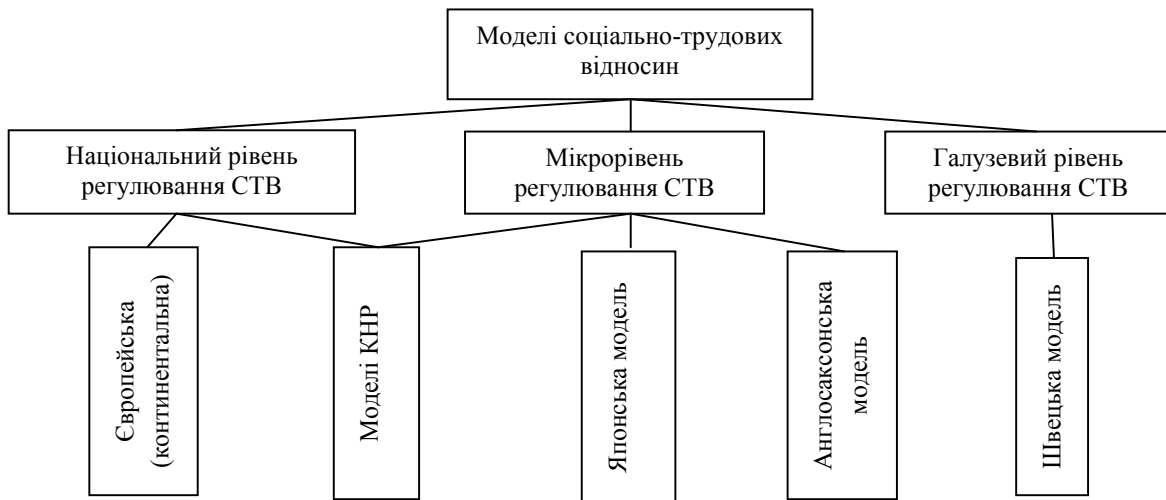 Моделі соціально-трудових
відносин
Національний рівень
регулювання СТВ
Мікрорівень
регулювання СТВ
Галузевий рівень
регулювання СТВ
Європейська
(континентальна)
Моделі КНР
Японська модель
Англосаксонська
модель
Швецька модель